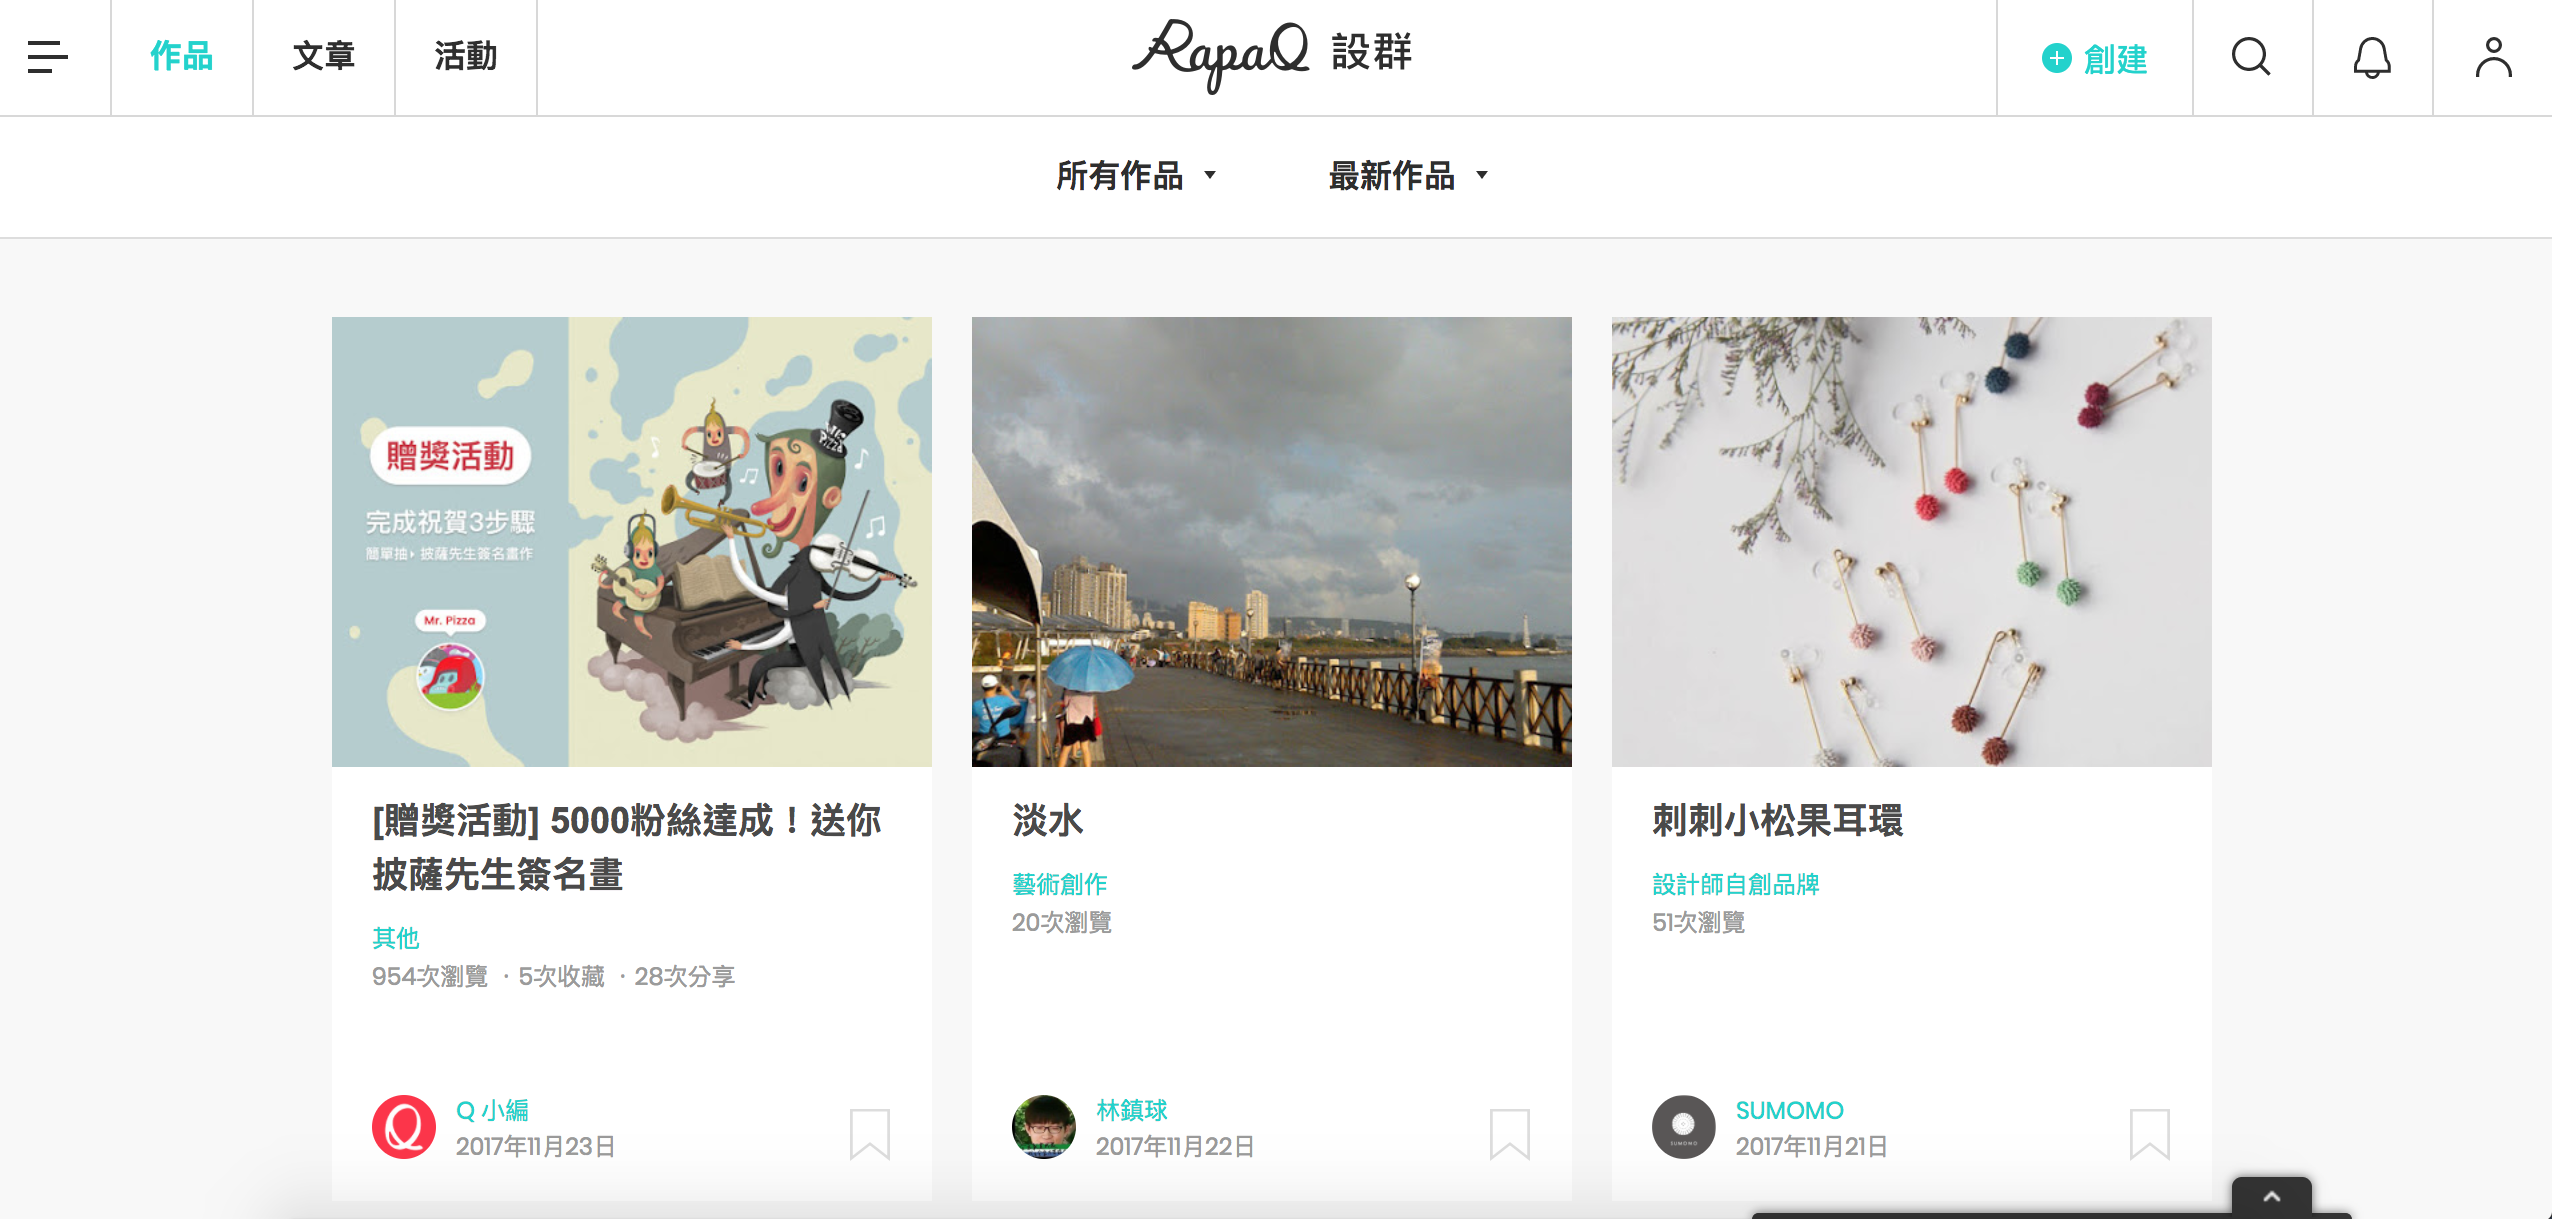 作品
文章
活動
RapaQ 設群
創建
所有作品
最新作品
贈獎活動
完成祝賀3步驟
簡單抽 披薩先生簽名畫作
Mr. Pizza
PIZZA
[贈獎活動] 5000粉絲達成！送你
披薩先生簽名畫
其他
954次瀏覽 · 5次收藏 · 28次分享
Q 小編
2017年11月23日
淡水
藝術創作
20次瀏覽
林鎮球
2017年11月22日
刺刺小松果耳環
設計師自創品牌
51次瀏覽
SUMOMO
SUMOMO
2017年11月21日